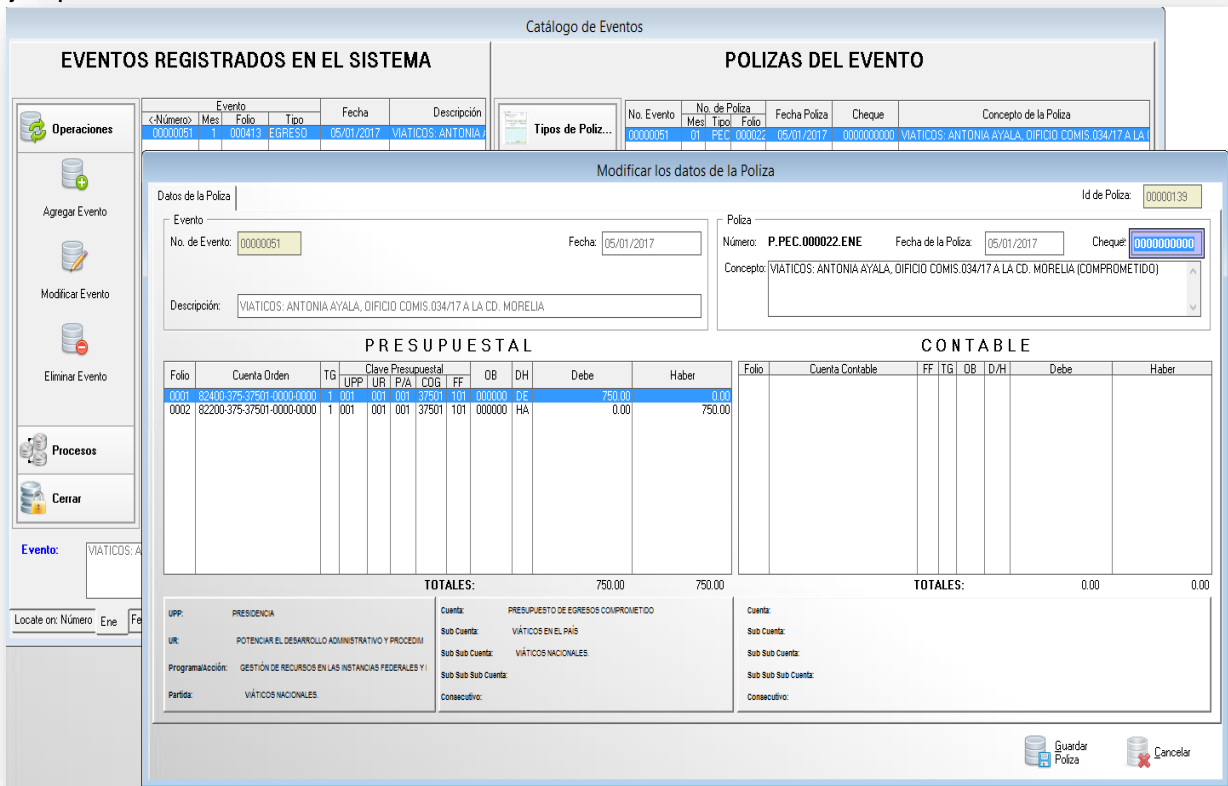 Catálogo de Eventos
EVENTOS REGISTRADOS EN EL SISTEMA
POLIZAS DEL EVENTO
Operaciones
Agregar Evento
Modificar Evento
Eliminar Evento
Procesos
Cerrar
Evento
<-Número> Mes Folio Tipo Fecha Descripción
00000051 1 000413 EGRESO 05/01/2017 VIATICOS: ANTONIA A
Tipos de Poliz...
No. Evento No. de Poliza Fecha Poliza Cheque Concepto de la Poliza
Mes Tipo Folio
00000051 01 PEC 000022 05/01/2017 0000000000 VIATICOS: ANTONIA AYALA, OIFICIO COMIS.034/17 A LA
Evento: VIATICOS: A
Locate on: Número Ene Fe
Modificar los datos de la Poliza
Datos de la Poliza
Id de Poliza: 00000139
Evento
No. de Evento: 00000051 Fecha: 05/01/2017
Descripción: VIATICOS: ANTONIA AYALA, OIFICIO COMIS.034/17 A LA CD. MORELIA
Poliza
Número: P.PEC.000022.ENE Fecha de la Poliza: 05/01/2017 Cheque: 0000000000
Concepto: VIATICOS: ANTONIA AYALA, OIFICIO COMIS.034/17 A LA CD. MORELIA (COMPROMETIDO)
PRESUPUESTAL
Folio Cuenta Orden TG Clave Presupuestal OB DH Debe Haber
UPP UR P/A COG FF
0001 82400-375-37501-0000-0000 1 001 001 001 37501 101 000000 DE 750.00 0.00
0002 82200-375-37501-0000-0000 1 001 001 001 37501 101 000000 HA 0.00 750.00
TOTALES: 750.00 750.00
CONTABLE
Folio Cuenta Contable FF TG OB D/H Debe Haber
TOTALES: 0.00 0.00
UPP: PRESIDENCIA
UR: POTENCIAR EL DESARROLLO ADMINISTRATIVO Y PROCEDIM
Programa/Acción: GESTIÓN DE RECURSOS EN LAS INSTANCIAS FEDERALES Y
Partida: VIÁTICOS NACIONALES.
Cuenta: PRESUPUESTO DE EGRESOS COMPROMETIDO
Sub Cuenta: VIÁTICOS EN EL PAÍS
Sub Sub Cuenta: VIÁTICOS NACIONALES.
Sub Sub Sub Cuenta:
Consecutivo:
Cuenta:
Sub Cuenta:
Sub Sub Cuenta:
Sub Sub Sub Cuenta:
Consecutivo:
Guardar Poliza
Cancelar